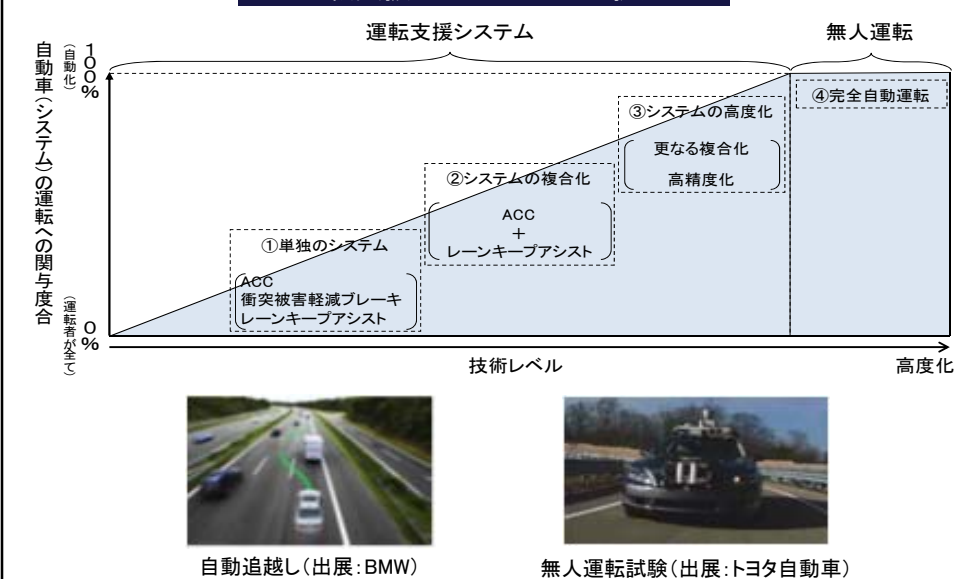 運転支援システム
無人運転
自動車(システム)の運転への関与度合
(自動化)
100%
0%
(運転者が全て)
④完全自動運転
③システムの高度化
更なる複合化
高精度化
②システムの複合化
ACC
+
レーンキープアシスト
①単独のシステム
ACC
衝突被害軽減ブレーキ
レーンキープアシスト
技術レベル
高度化
自動追越し(出展:BMW)
無人運転試験(出展:トヨタ自動車)